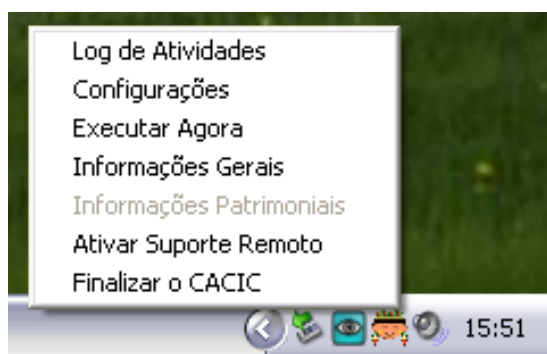 Log de Atividades
Configurações
Executar Agora
Informações Gerais
Informações Patrimoniais
Ativar Suporte Remoto
Finalizar o CACIC
15:51